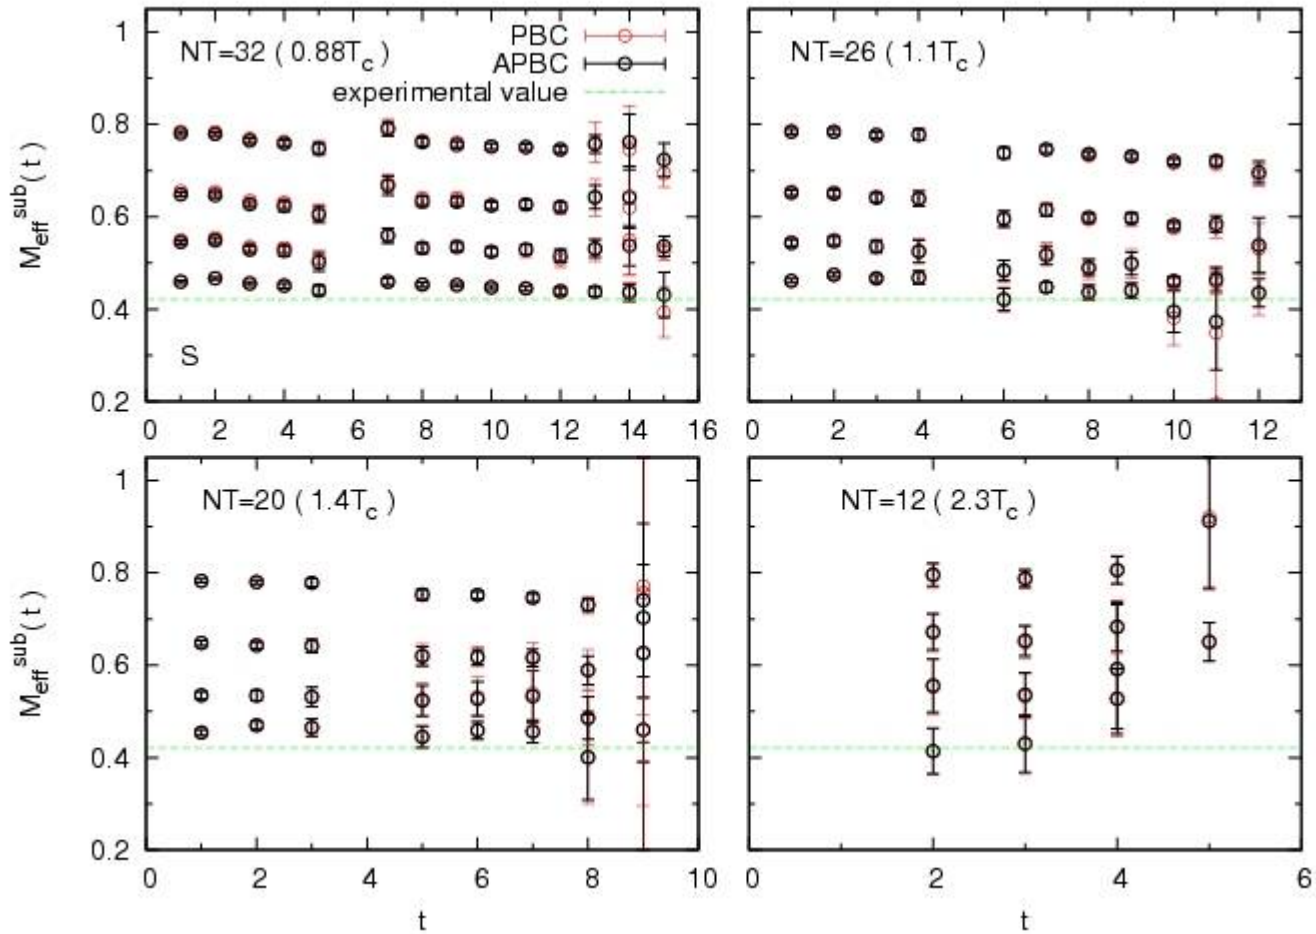 NT=32 ( 0.88T_c )
PBC
APBC
experimental value
S
M_eff^sub(t)
1
0.8
0.6
0.4
0.2
0 2 4 6 8 10 12 14 16
NT=26 ( 1.1T_c )
0 2 4 6 8 10 12
NT=20 ( 1.4T_c )
M_eff^sub(t)
1
0.8
0.6
0.4
0.2
0 2 4 6 8 10
t
NT=12 ( 2.3T_c )
0 2 4 6
t